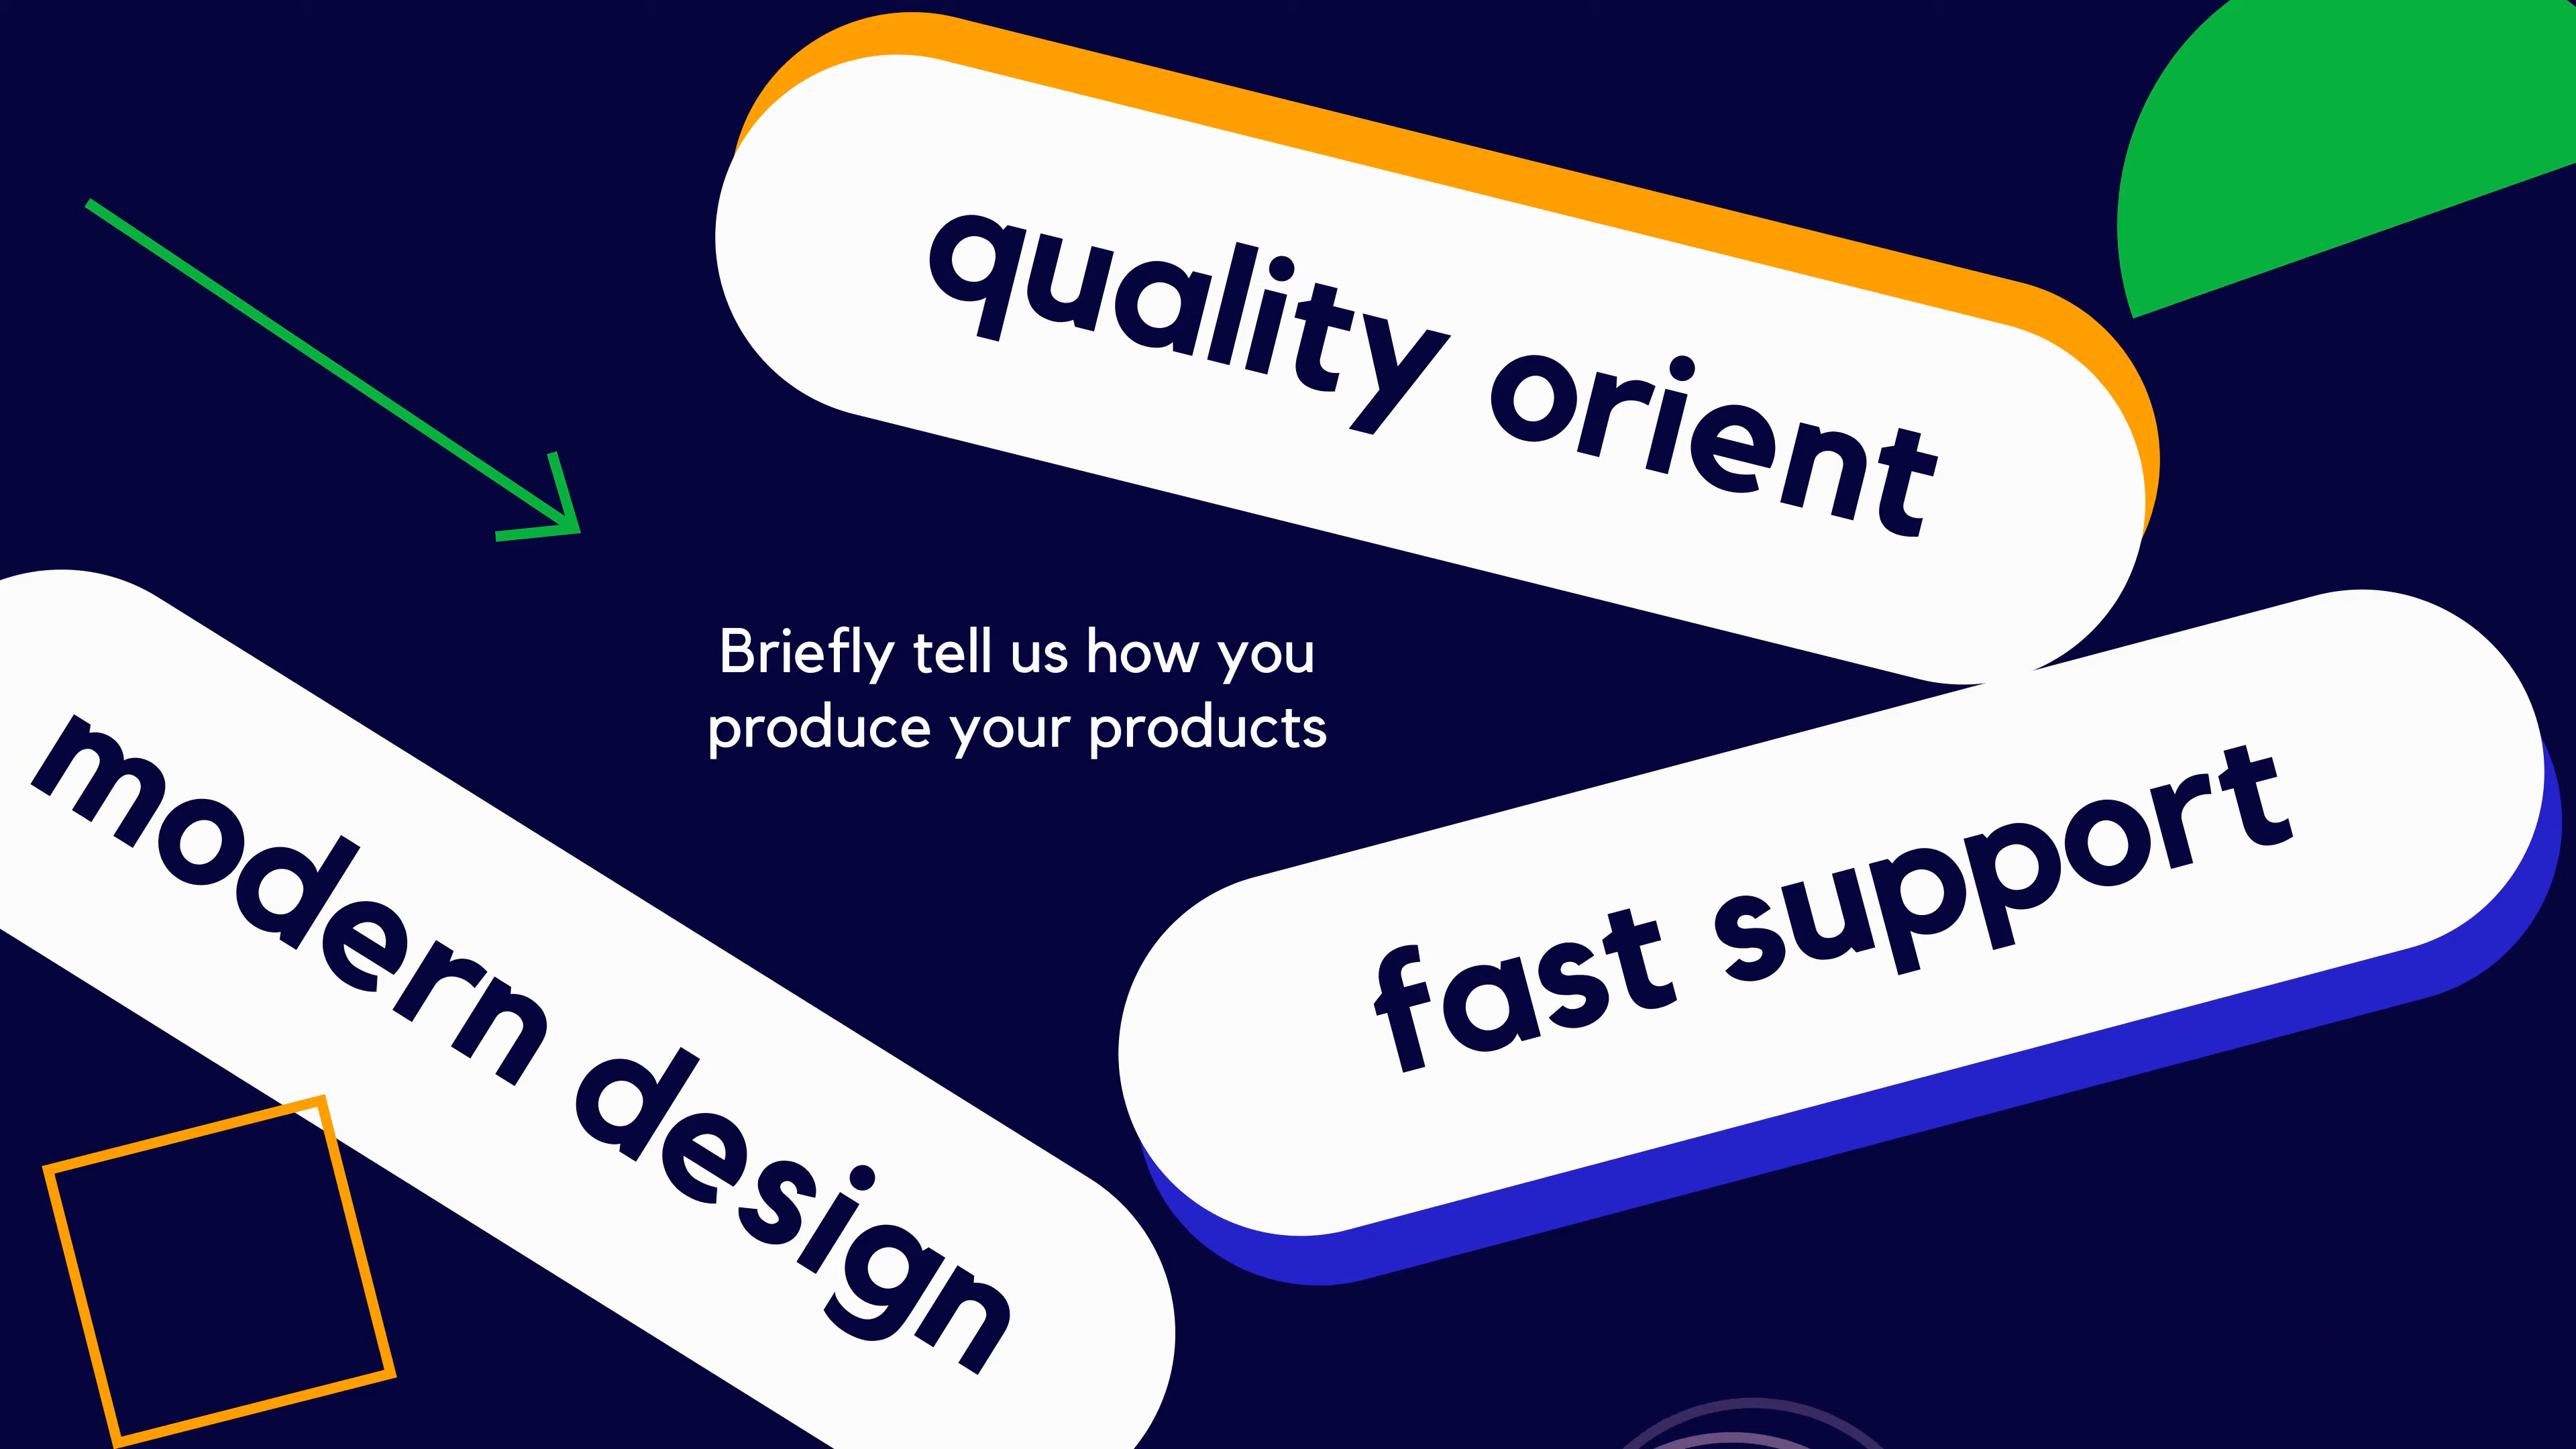 quality orient
Briefly tell us how you
produce your products
modern design
fast support